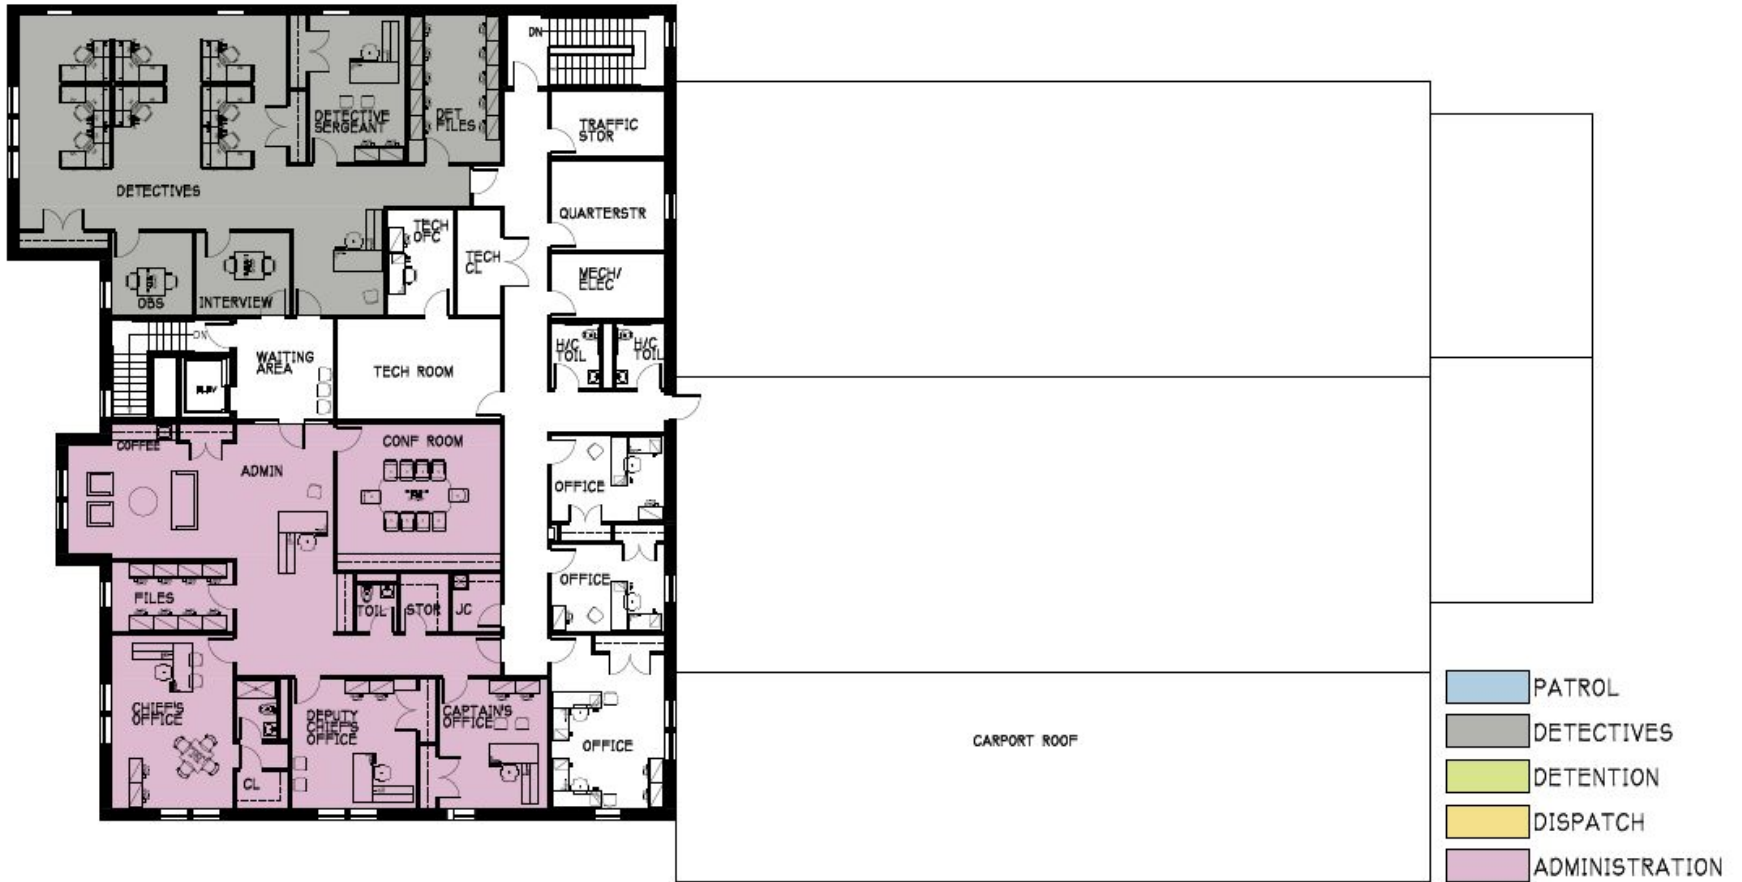 DN
DETECTIVE
SERGEANT
DET
FILES
TRAFFIC
STOR
DETECTIVES
QUARTERSTR
TECH
OFC
TECH
CL
MECH/
ELEC
OBS
INTERVIEW
DN
WAITING
AREA
TECH ROOM
H/C
TOIL
H/C
TOIL
ELEV
COFFEE
ADMIN
CONF ROOM
OFFICE
OFFICE
FILES
TOIL
STOR
JC
CHIEF'S
OFFICE
DEPUTY
CHIEF'S
OFFICE
CAPTAIN'S
OFFICE
OFFICE
CL
CARPORT ROOF
PATROL
DETECTIVES
DETENTION
DISPATCH
ADMINISTRATION